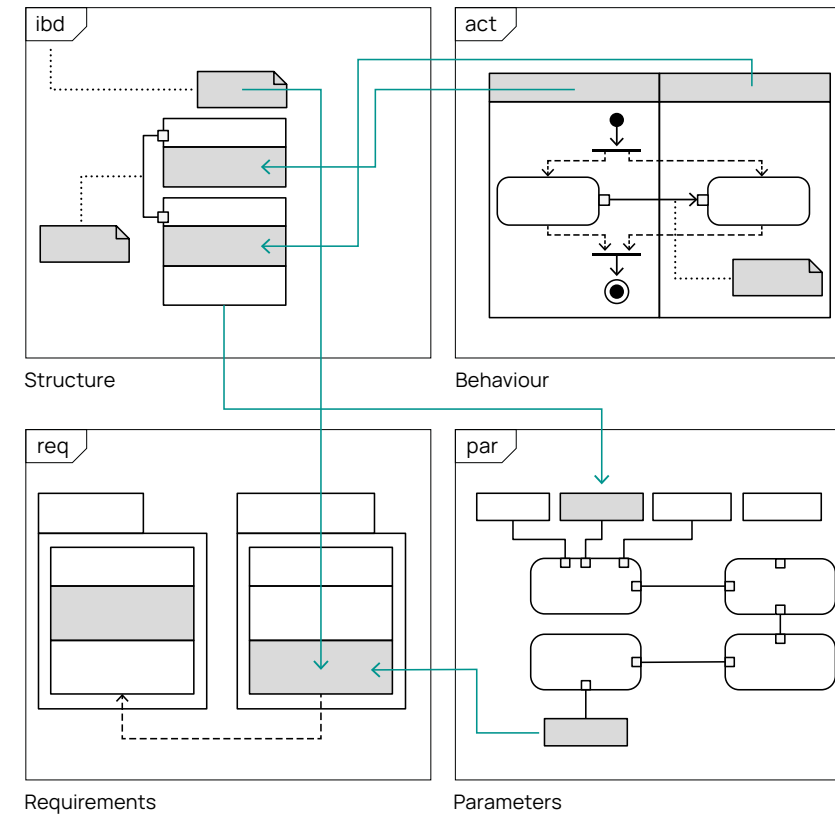 ibd
act
Structure
Behaviour
req
par
Requirements
Parameters